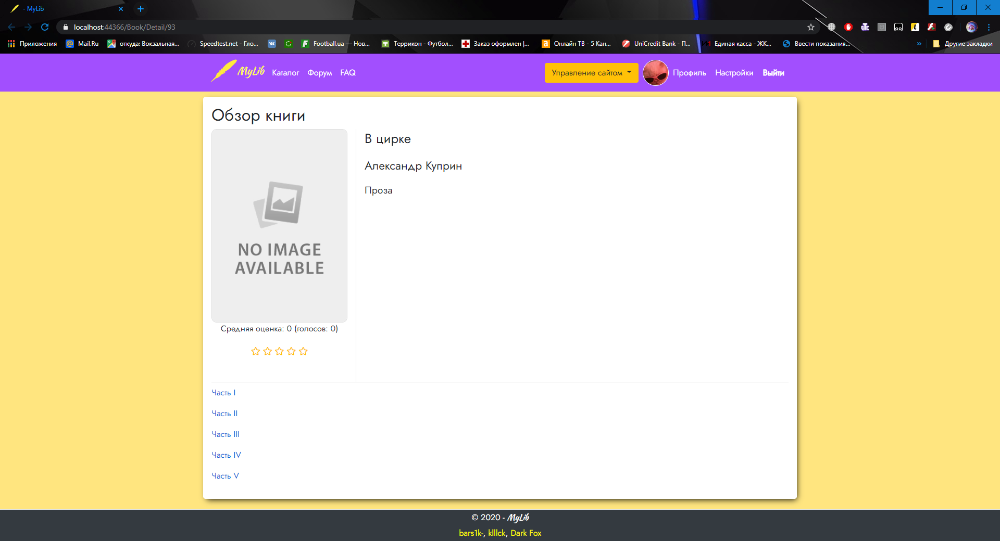 - MyLib
localhost:44366/Book/Detail/93
Приложения Mail.Ru откуда: Вокзальная... Speedtest.net - Гло... Football.ua — Нов... Террикон - Футбол... Заказ оформлен |... Онлайн ТВ - 5 Кан... UniCredit Bank - П... Единая касса - ЖК... Ввести показания... » Другие закладки
MyLib Каталог Форум FAQ Управление сайтом Профиль Настройки Выйти
Обзор книги
В цирке
Александр Куприн
Проза
NO IMAGE
AVAILABLE
Средняя оценка: 0 (голосов: 0)
Часть I
Часть II
Часть III
Часть IV
Часть V
© 2020 - MyLib
bars1k-, klllck, Dark Fox